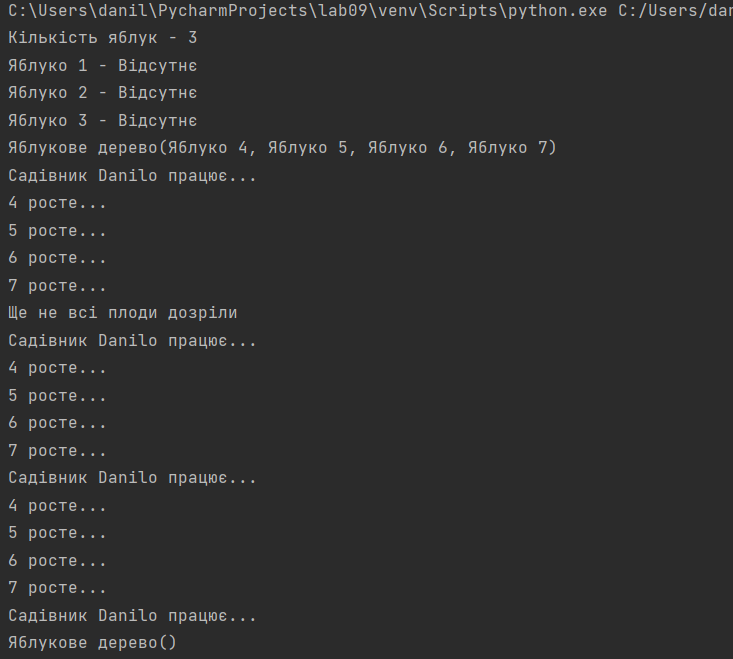 C:\Users\danil\PycharmProjects\lab09\venv\Scripts\python.exe C:/Users/dan
Кількість яблук - 3
Яблуко 1 - Відсутнє
Яблуко 2 - Відсутнє
Яблуко 3 - Відсутнє
Яблукове дерево(Яблуко 4, Яблуко 5, Яблуко 6, Яблуко 7)
Садівник Danilo працює...
4 росте...
5 росте...
6 росте...
7 росте...
Ще не всі плоди дозріли
Садівник Danilo працює...
4 росте...
5 росте...
6 росте...
7 росте...
Садівник Danilo працює...
4 росте...
5 росте...
6 росте...
7 росте...
Садівник Danilo працює...
Яблукове дерево()